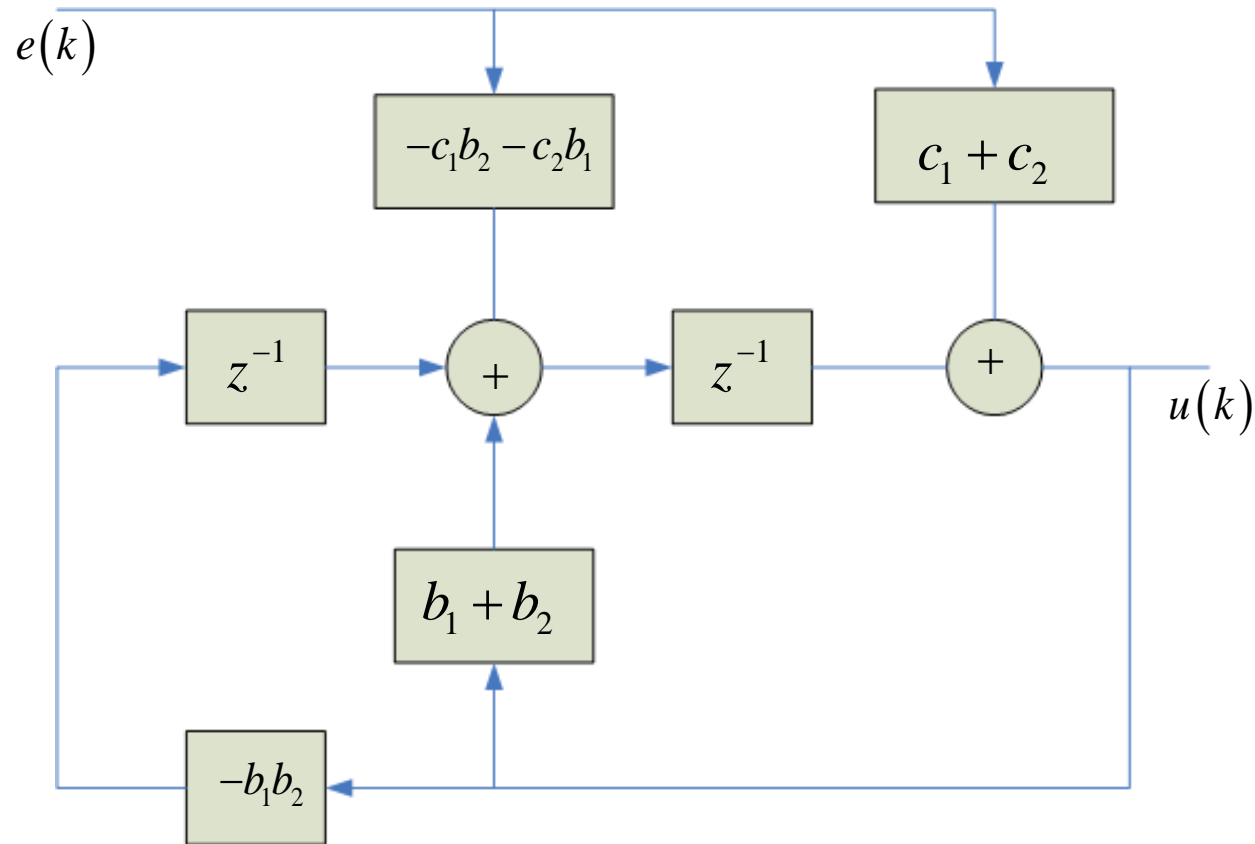 e(k)
−c₁b₂ − c₂b₁
c₁ + c₂
z⁻¹
+
z⁻¹
+
u(k)
b₁ + b₂
−b₁b₂